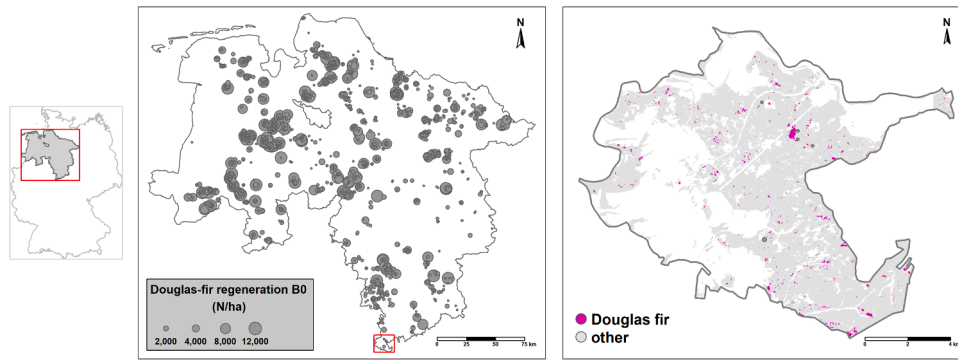 N
Douglas-fir regeneration B0
(N/ha)
2,000 4,000 8,000 12,000
0 25 50 75 km
N
Douglas fir
other
0 2 4 km